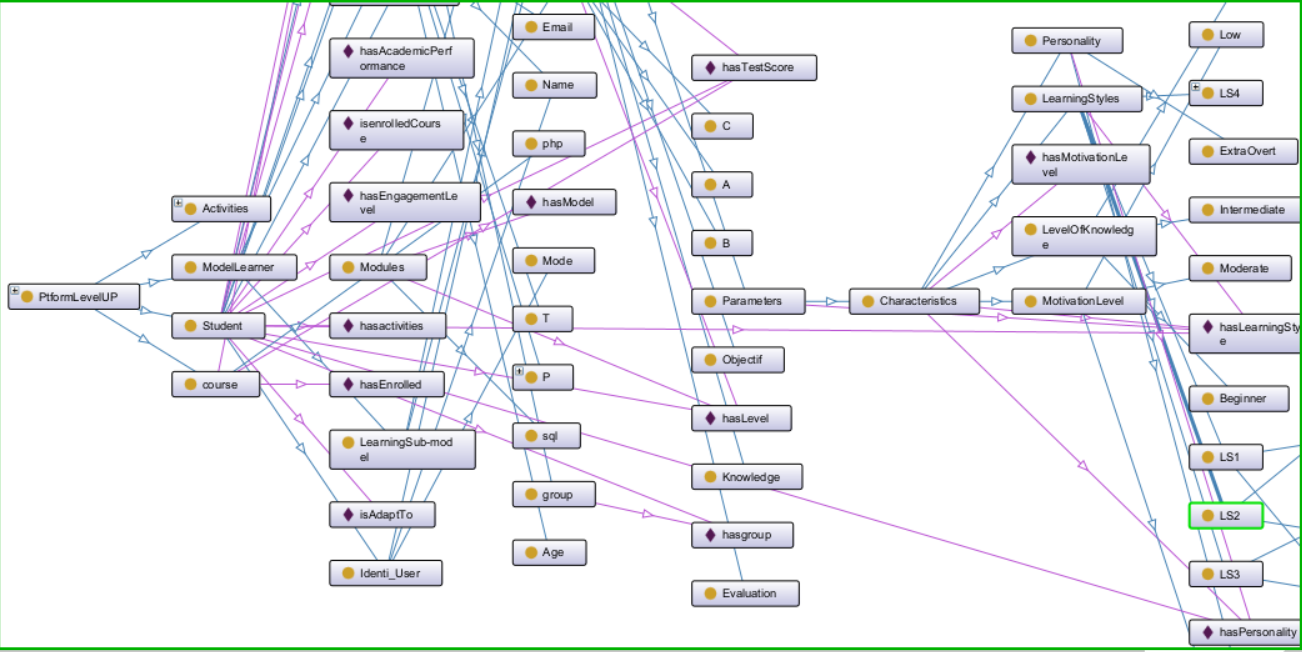 PtformLevelUP
Activities
ModelLearner
Student
course
hasAcademicPerf
ormance
isenrolledCours
e
hasEngagementLe
vel
Modules
hasactivities
hasEnrolled
LearningSub-mod
el
isAdaptTo
Identi_User
Email
Name
php
hasModel
Mode
T
P
sql
group
Age
hasTestScore
C
A
B
Parameters
Objectif
hasLevel
Knowledge
hasgroup
Evaluation
Characteristics
Personality
LearningStyles
hasMotivationLe
vel
LevelOfKnowledg
e
MotivationLevel
Low
LS4
ExtraOvert
Intermediate
Moderate
hasLearningSty
e
Beginner
LS1
LS2
LS3
hasPersonality